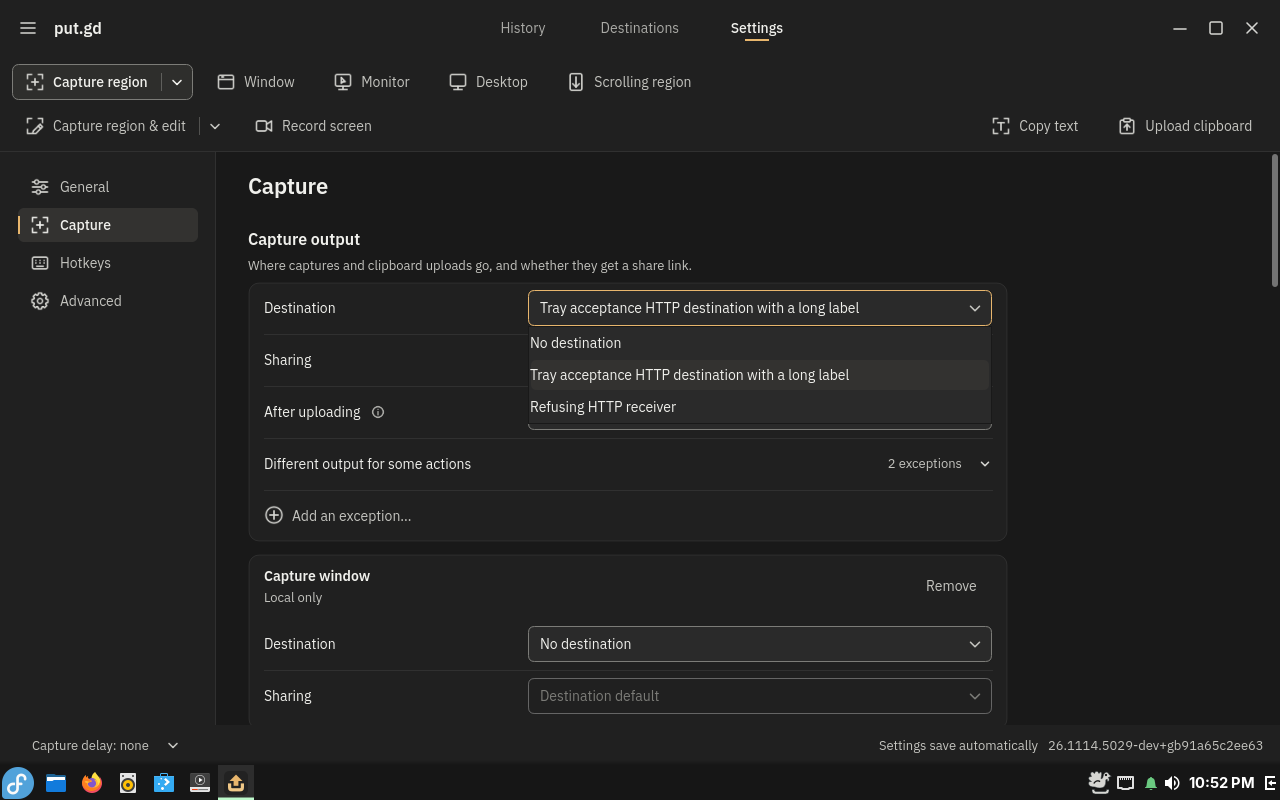 put.gd
History
Destinations
Settings
Capture region
Window
Monitor
Desktop
Scrolling region
Capture region & edit
Record screen
Copy text
Upload clipboard
General
Capture
Hotkeys
Advanced
Capture
Capture output
Where captures and clipboard uploads go, and whether they get a share link.
Destination
Tray acceptance HTTP destination with a long label
No destination
Sharing
Tray acceptance HTTP destination with a long label
After uploading
Refusing HTTP receiver
Different output for some actions
2 exceptions
Add an exception...
Capture window
Local only
Remove
Destination
No destination
Sharing
Destination default
Capture delay: none
Settings save automatically
26.1114.5029-dev+gb91a65c2ee63
10:52 PM